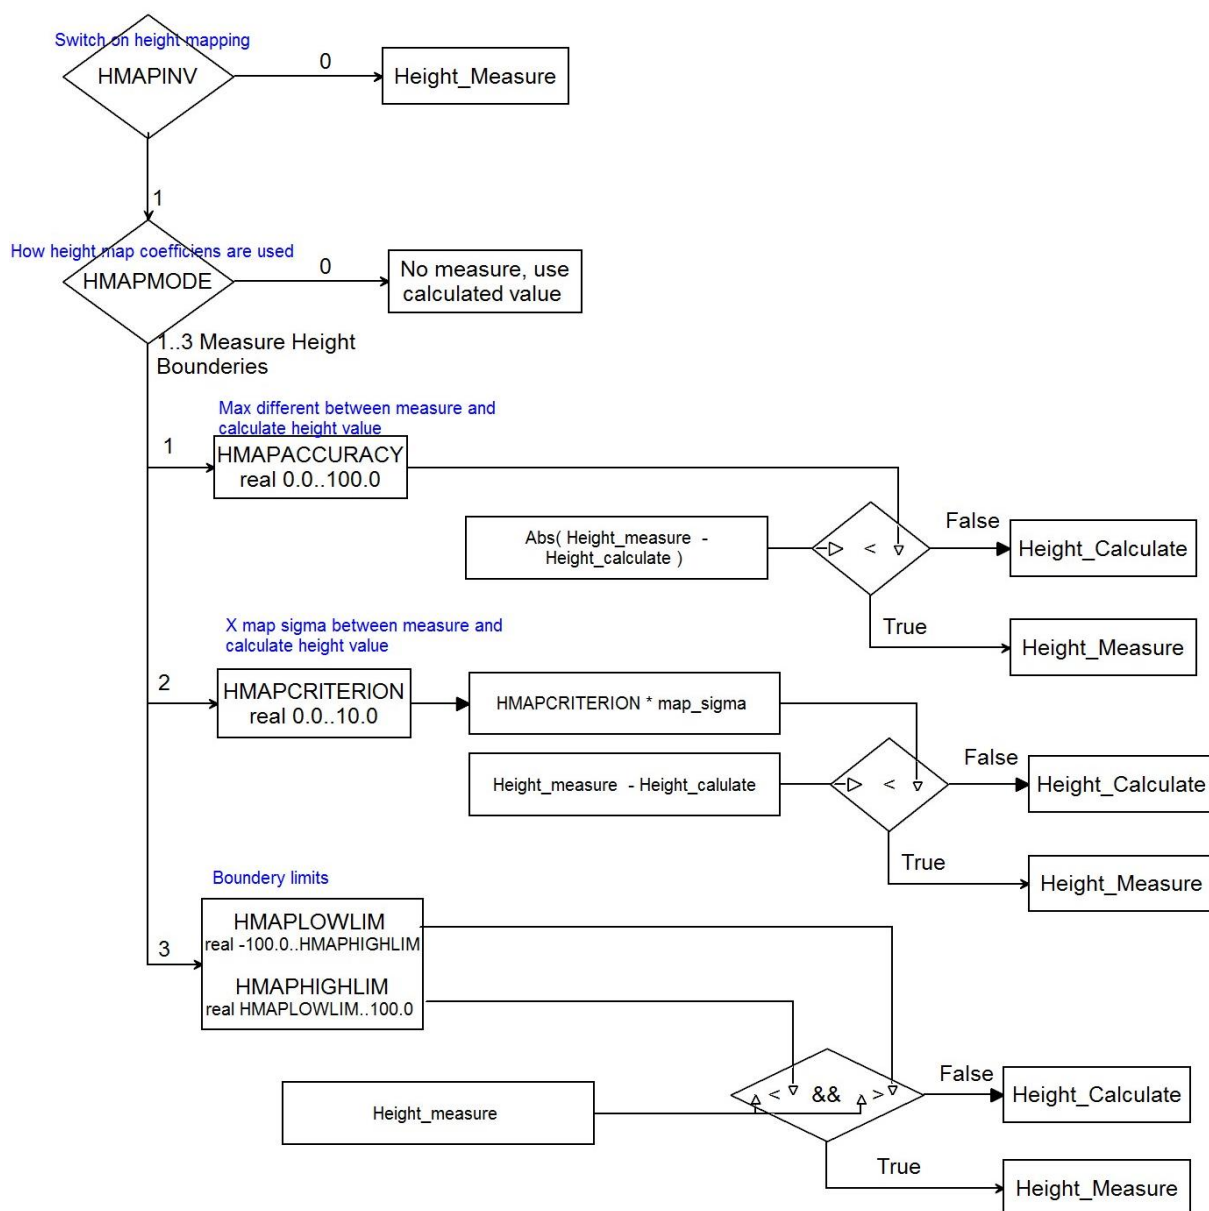 Switch on height mapping
HMAPINV
0
Height_Measure
1
How height map coefficiens are used
HMAPMODE
0
No measure, use
calculated value
1..3 Measure Height
Bounderies
Max different between measure and
calculate height value
1
HMAPACCURACY
real 0.0..100.0
Abs( Height_measure -
Height_calculate )
<
False
Height_Calculate
True
Height_Measure
X map sigma between measure and
calculate height value
2
HMAPCRITERION
real 0.0..10.0
HMAPCRITERION * map_sigma
Height_measure - Height_calulate
<
False
Height_Calculate
True
Height_Measure
Boundery limits
3
HMAPLOWLIM
real -100.0..HMAPHIGHLIM
HMAPHIGHLIM
real HMAPLOWLIM..100.0
Height_measure
< && >
False
Height_Calculate
True
Height_Measure